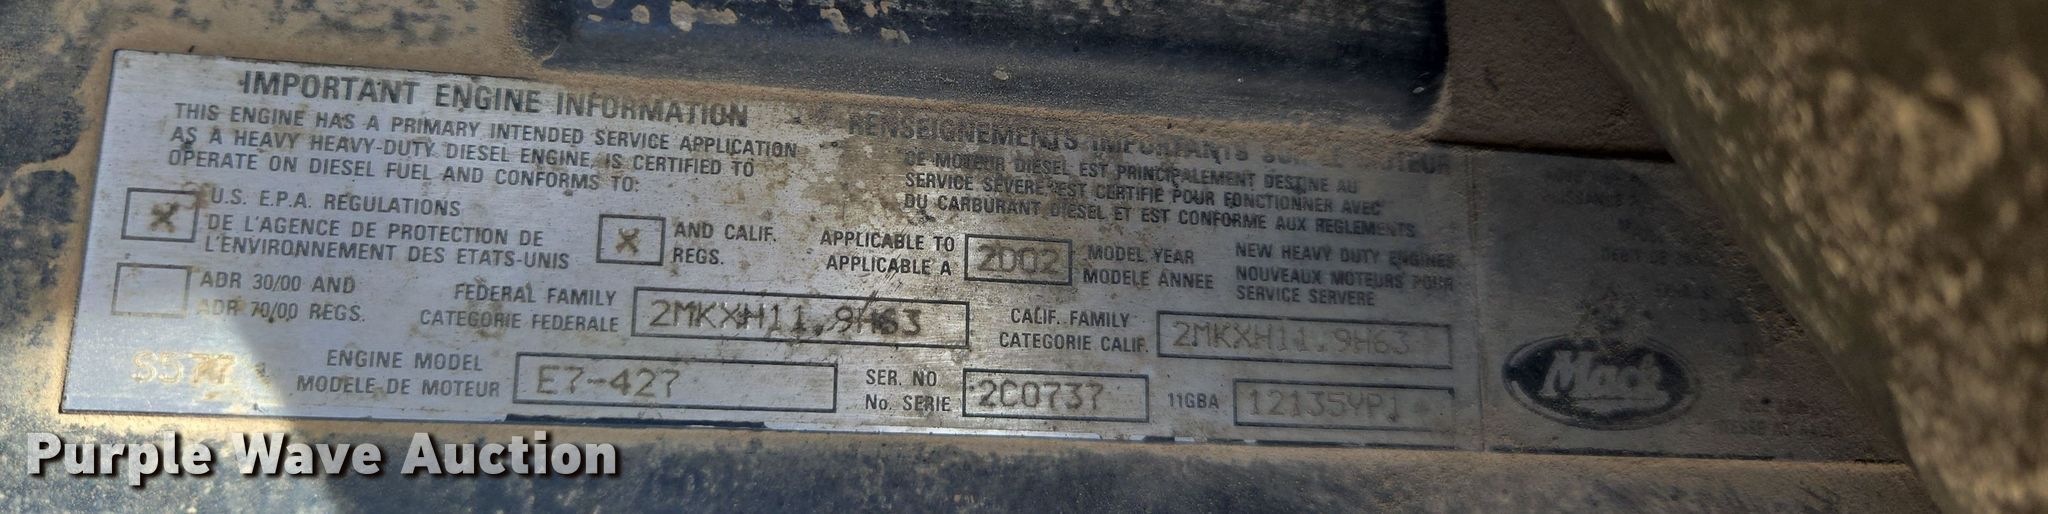 IMPORTANT ENGINE INFORMATION
THIS ENGINE HAS A PRIMARY INTENDED SERVICE APPLICATION
AS A HEAVY HEAVY-DUTY DIESEL ENGINE, IS CERTIFIED TO
OPERATE ON DIESEL FUEL AND CONFORMS TO:
X U.S. E.P.A. REGULATIONS
DE L'AGENCE DE PROTECTION DE
L'ENVIRONNEMENT DES ETATS-UNIS
X AND CALIF.
REGS.
ADR 30/00 AND
ADR 70/00 REGS.
RENSEIGNEMENTS IMPORTANTS SUR LE MOTEUR
CE MOTEUR DIESEL EST PRINCIPALEMENT DESTINE AU
SERVICE SEVERE EST CERTIFIE POUR FONCTIONNER AVEC
DU CARBURANT DIESEL ET EST CONFORME AUX REGLEMENTS
APPLICABLE TO
APPLICABLE A
2002
MODEL YEAR
MODELE ANNEE
NEW HEAVY DUTY ENGINES
NOUVEAUX MOTEURS POUR
SERVICE SERVERE
FEDERAL FAMILY
CATEGORIE FEDERALE
2MKXH11.9H63
CALIF. FAMILY
CATEGORIE CALIF.
2MKXH11.9H63
S577
ENGINE MODEL
MODELE DE MOTEUR
E7-427
SER. NO
No. SERIE
2C0737
11GBA
12135YP1
Mack
Purple Wave Auction